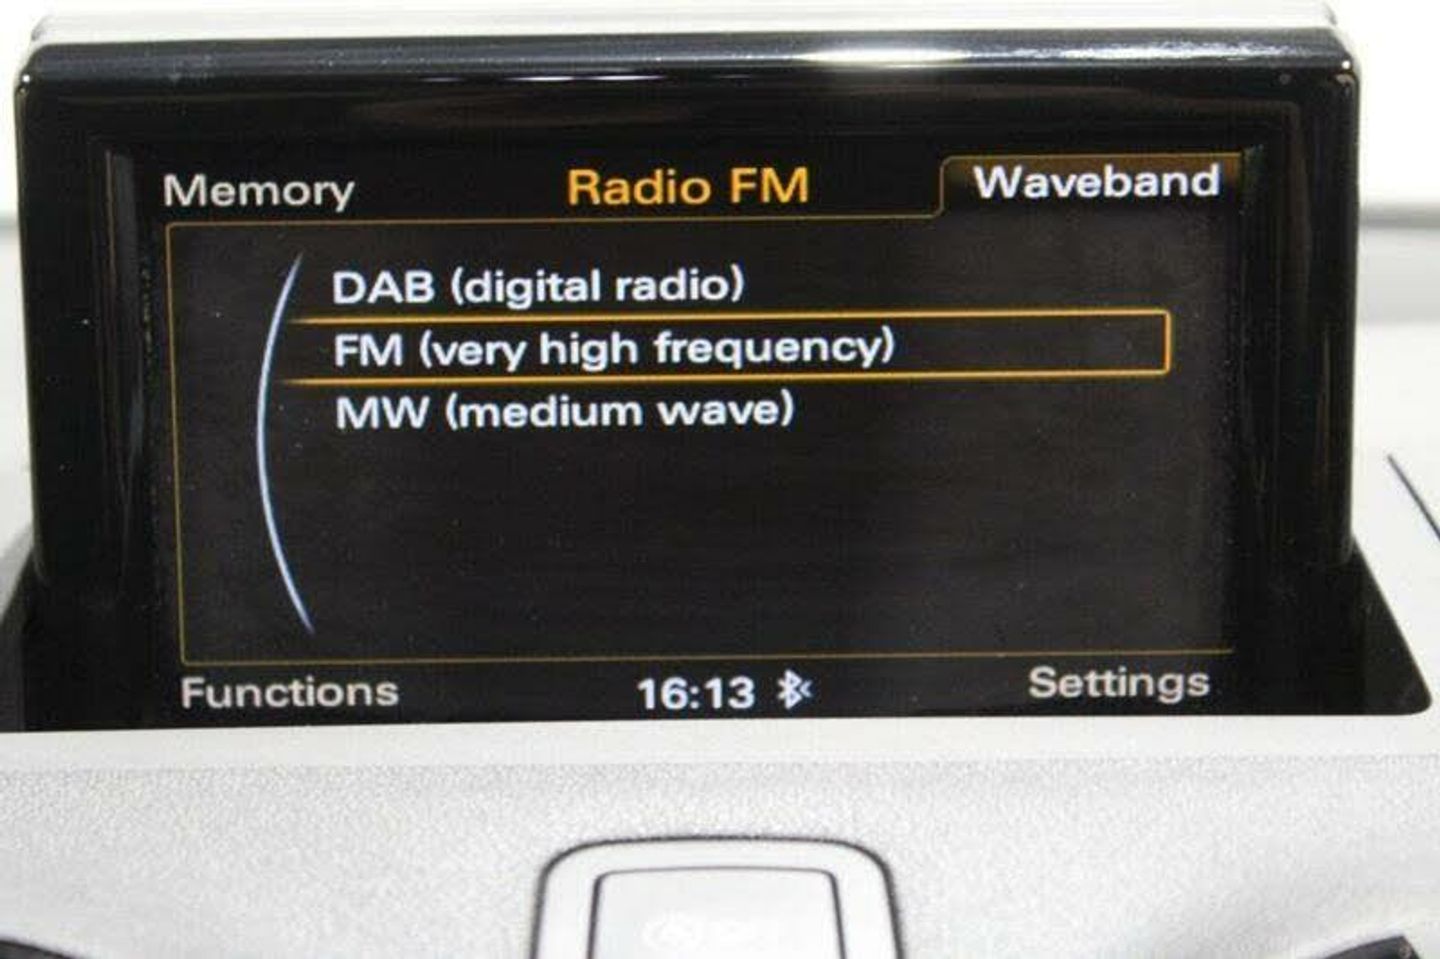 Memory Radio FM Waveband
DAB (digital radio)
FM (very high frequency)
MW (medium wave)
Functions 16:13 Settings